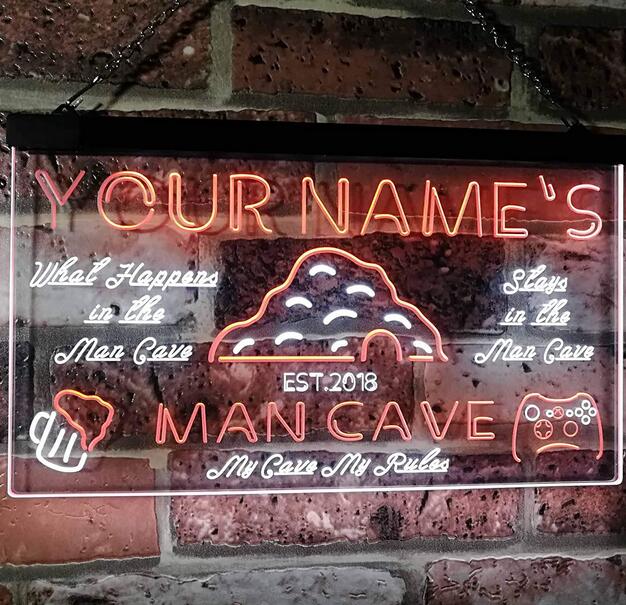 YOUR NAME'S
What Happens
in the
Man Cave
Stays
in the
Man Cave
EST.2018
MAN CAVE
My Cave My Rules